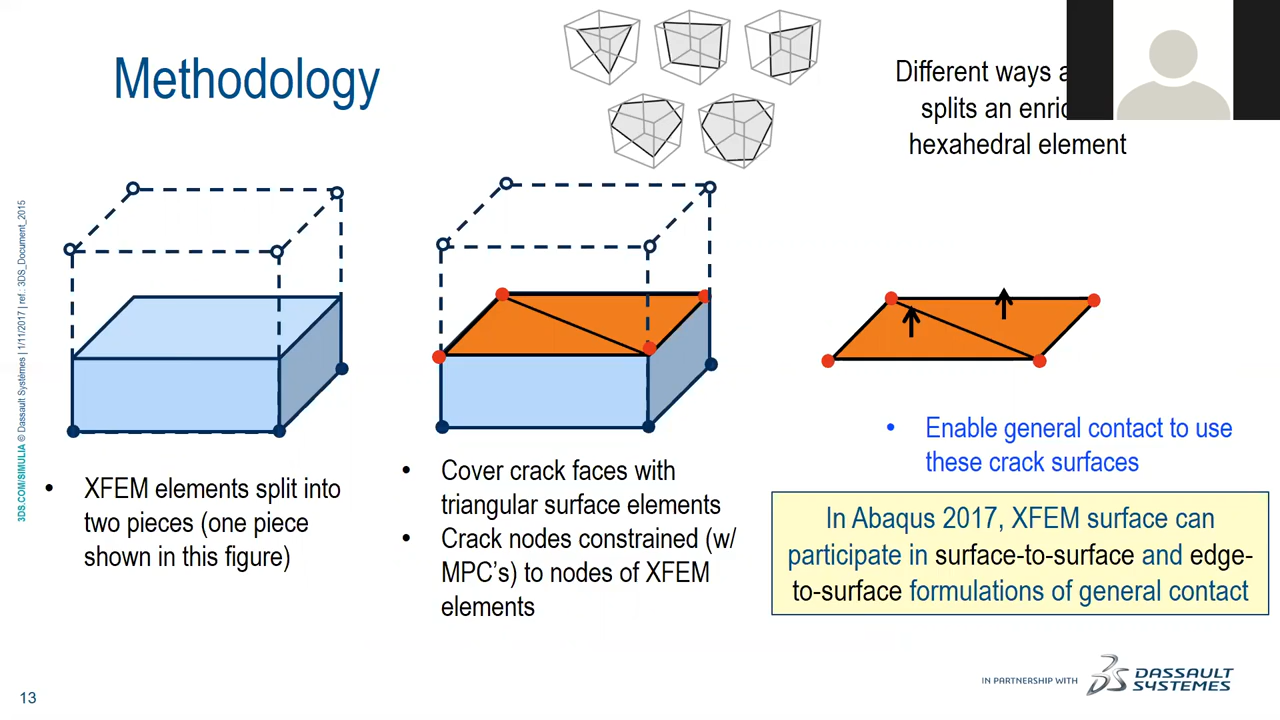 Methodology
Different ways a
splits an enri
hexahedral element
3DS.COM/SIMULIA © Dassault Systèmes | 1/11/2017 | ref.: 3DS_Document_2015
• XFEM elements split into
two pieces (one piece
shown in this figure)
• Cover crack faces with
triangular surface elements
• Crack nodes constrained (w/
MPC's) to nodes of XFEM
elements
• Enable general contact to use
these crack surfaces
In Abaqus 2017, XFEM surface can
participate in surface-to-surface and edge-
to-surface formulations of general contact
IN PARTNERSHIP WITH
DASSAULT
SYSTEMES
13